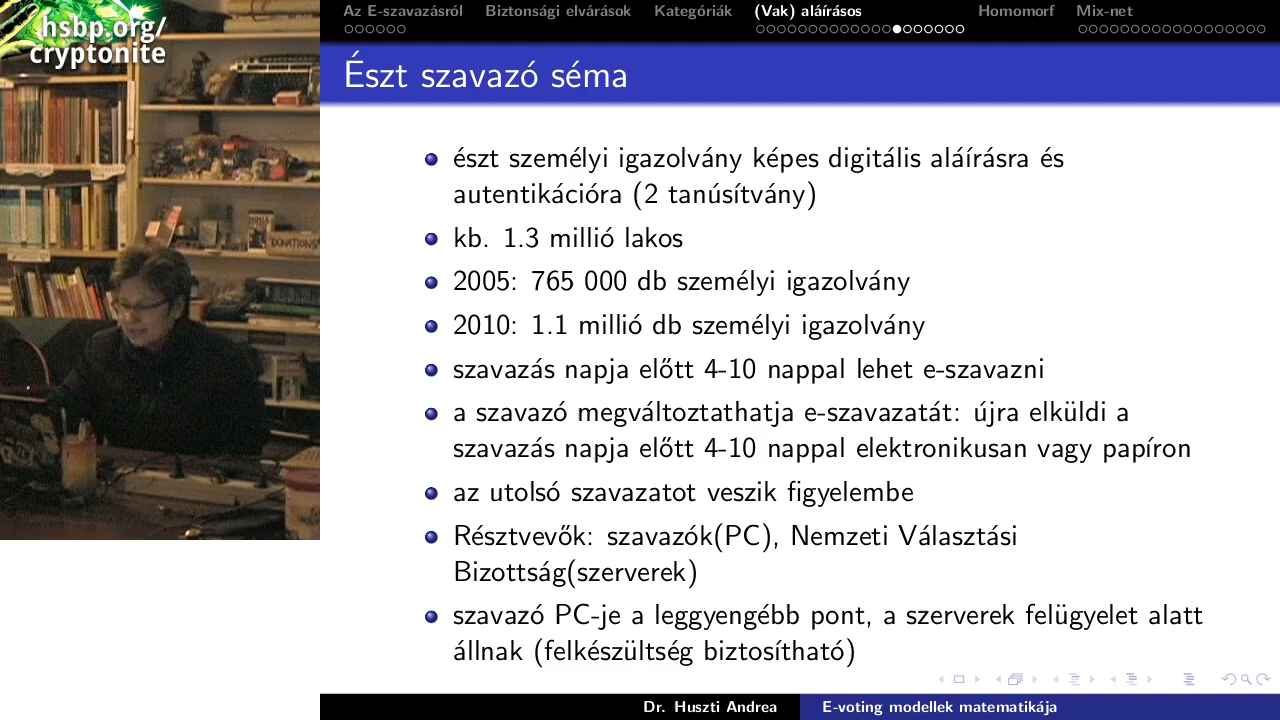 hsbp.org/
cryptonite
DONATIONS
Az E-szavazásról Biztonsági elvárások Kategóriák (Vak) aláírásos Homomorf Mix-net
Észt szavazó séma
észt személyi igazolvány képes digitális aláírásra és
autentikációra (2 tanúsítvány)
kb. 1.3 millió lakos
2005: 765 000 db személyi igazolvány
2010: 1.1 millió db személyi igazolvány
szavazás napja előtt 4-10 nappal lehet e-szavazni
a szavazó megváltoztathatja e-szavazatát: újra elküldi a
szavazás napja előtt 4-10 nappal elektronikusan vagy papíron
az utolsó szavazatot veszik figyelembe
Résztvevők: szavazók(PC), Nemzeti Választási
Bizottság(szerverek)
szavazó PC-je a leggyengébb pont, a szerverek felügyelet alatt
állnak (felkészültség biztosítható)
Dr. Huszti Andrea E-voting modellek matematikája